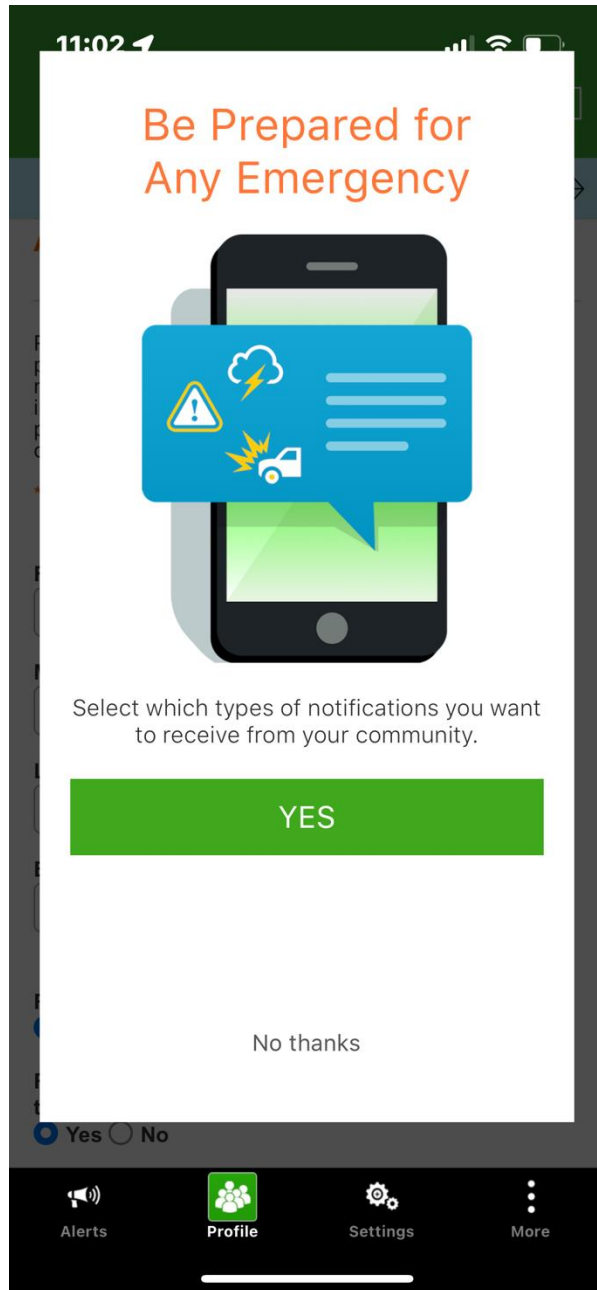 11:02
Be Prepared for
Any Emergency
Select which types of notifications you want
to receive from your community.
YES
No thanks
Yes No
Alerts Profile Settings More